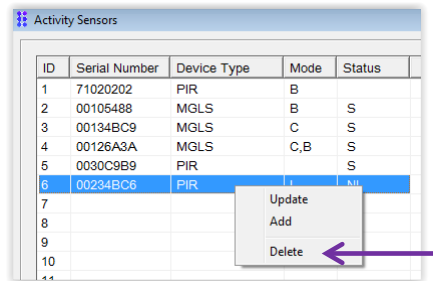 Activity Sensors
ID Serial Number Device Type Mode Status
1 71020202 PIR B
2 00105488 MGLS B S
3 00134BC9 MGLS C S
4 00126A3A MGLS C,B S
5 0030C9B9 PIR S
6 00234BC6 PIR
7 Update
8 Add
9
10 Delete